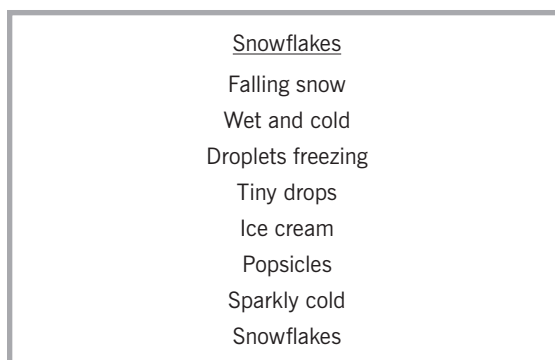 Snowflakes
Falling snow
Wet and cold
Droplets freezing
Tiny drops
Ice cream
Popsicles
Sparkly cold
Snowflakes